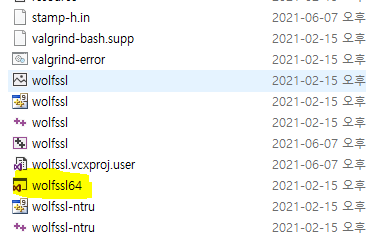 stamp-h.in 2021-06-07 오후
valgrind-bash.supp 2021-02-15 오후
valgrind-error 2021-02-15 오후
wolfssl 2021-02-15 오후
wolfssl 2021-02-15 오후
wolfssl 2021-02-15 오후
wolfssl 2021-06-07 오후
wolfssl.vcxproj.user 2021-06-07 오후
wolfssl64 2021-02-15 오후
wolfssl-ntru 2021-02-15 오후
wolfssl-ntru 2021-02-15 오후